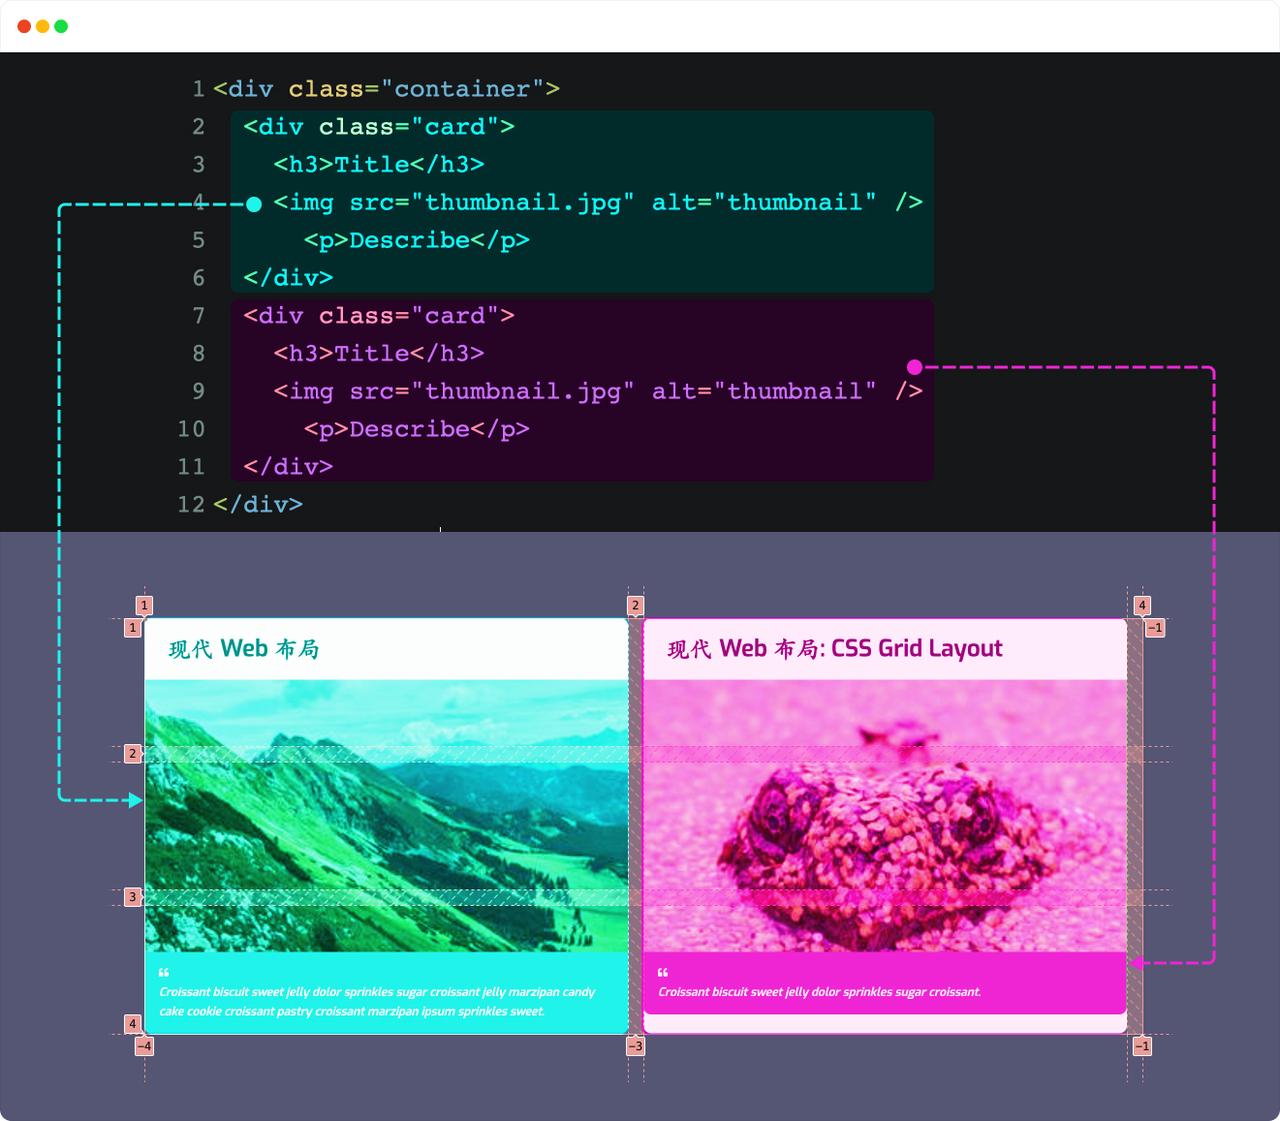 1 <div class="container">
2 <div class="card">
3 <h3>Title</h3>
4 <img src="thumbnail.jpg" alt="thumbnail" />
5 <p>Describe</p>
6 </div>
7 <div class="card">
8 <h3>Title</h3>
9 <img src="thumbnail.jpg" alt="thumbnail" />
10 <p>Describe</p>
11 </div>
12 </div>
1 2 4
1 -1
现代 Web 布局
现代 Web 布局: CSS Grid Layout
2
3
“
Croissant biscuit sweet jelly dolor sprinkles sugar croissant jelly marzipan candy
cake cookie croissant pastry croissant marzipan ipsum sprinkles sweet.
“
Croissant biscuit sweet jelly dolor sprinkles sugar croissant.
4
-4 -3 -1